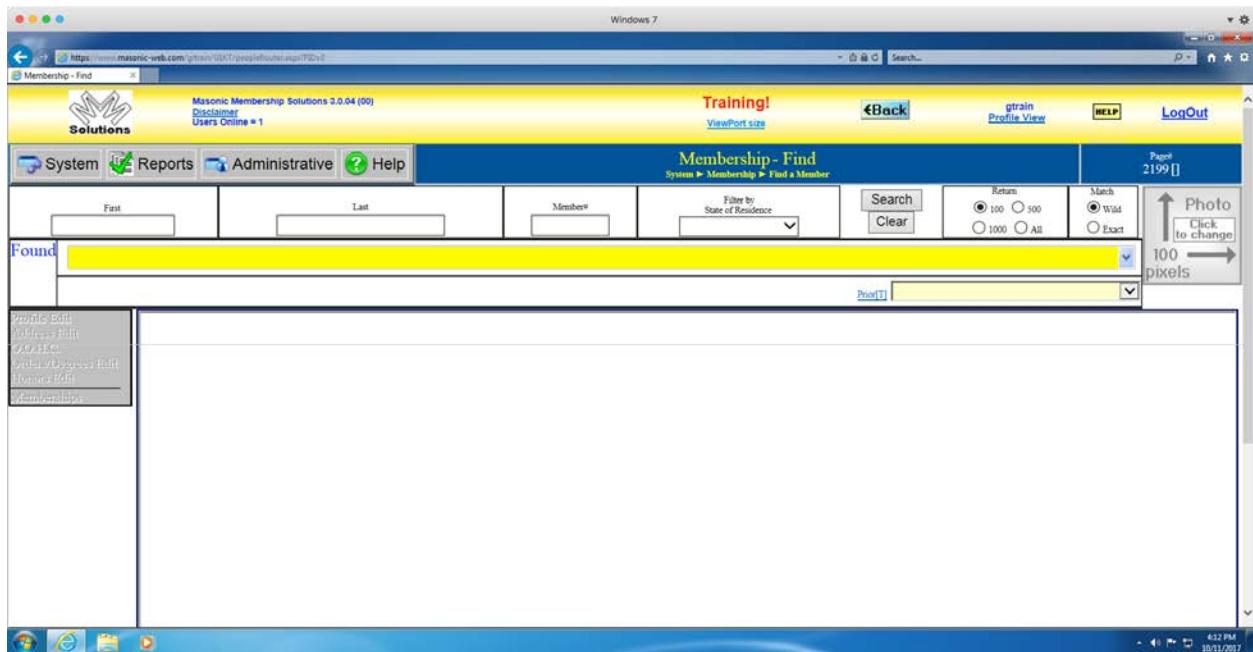 Windows 7
Search...
Membership - Find
Solutions
Masonic Membership Solutions 3.0.04 (00)
Disclaimer
Users Online = 1
Training!
ViewPort size
Back
gtrain
Profile View
HELP
LogOut
System Reports Administrative Help
Membership - Find
System ► Membership ► Find a Member
Page#
2199 []
First
Last
Member#
Filter by
State of Residence
Search
Clear
Return
100 500
1000 All
Match
Wild
Exact
Photo
Click
to change
100
pixels
Found
Prior[T]
Profile Edit
Address Edit
Orders/Degrees Edit
Honors Edit
Memberships
4:12 PM
10/11/2017